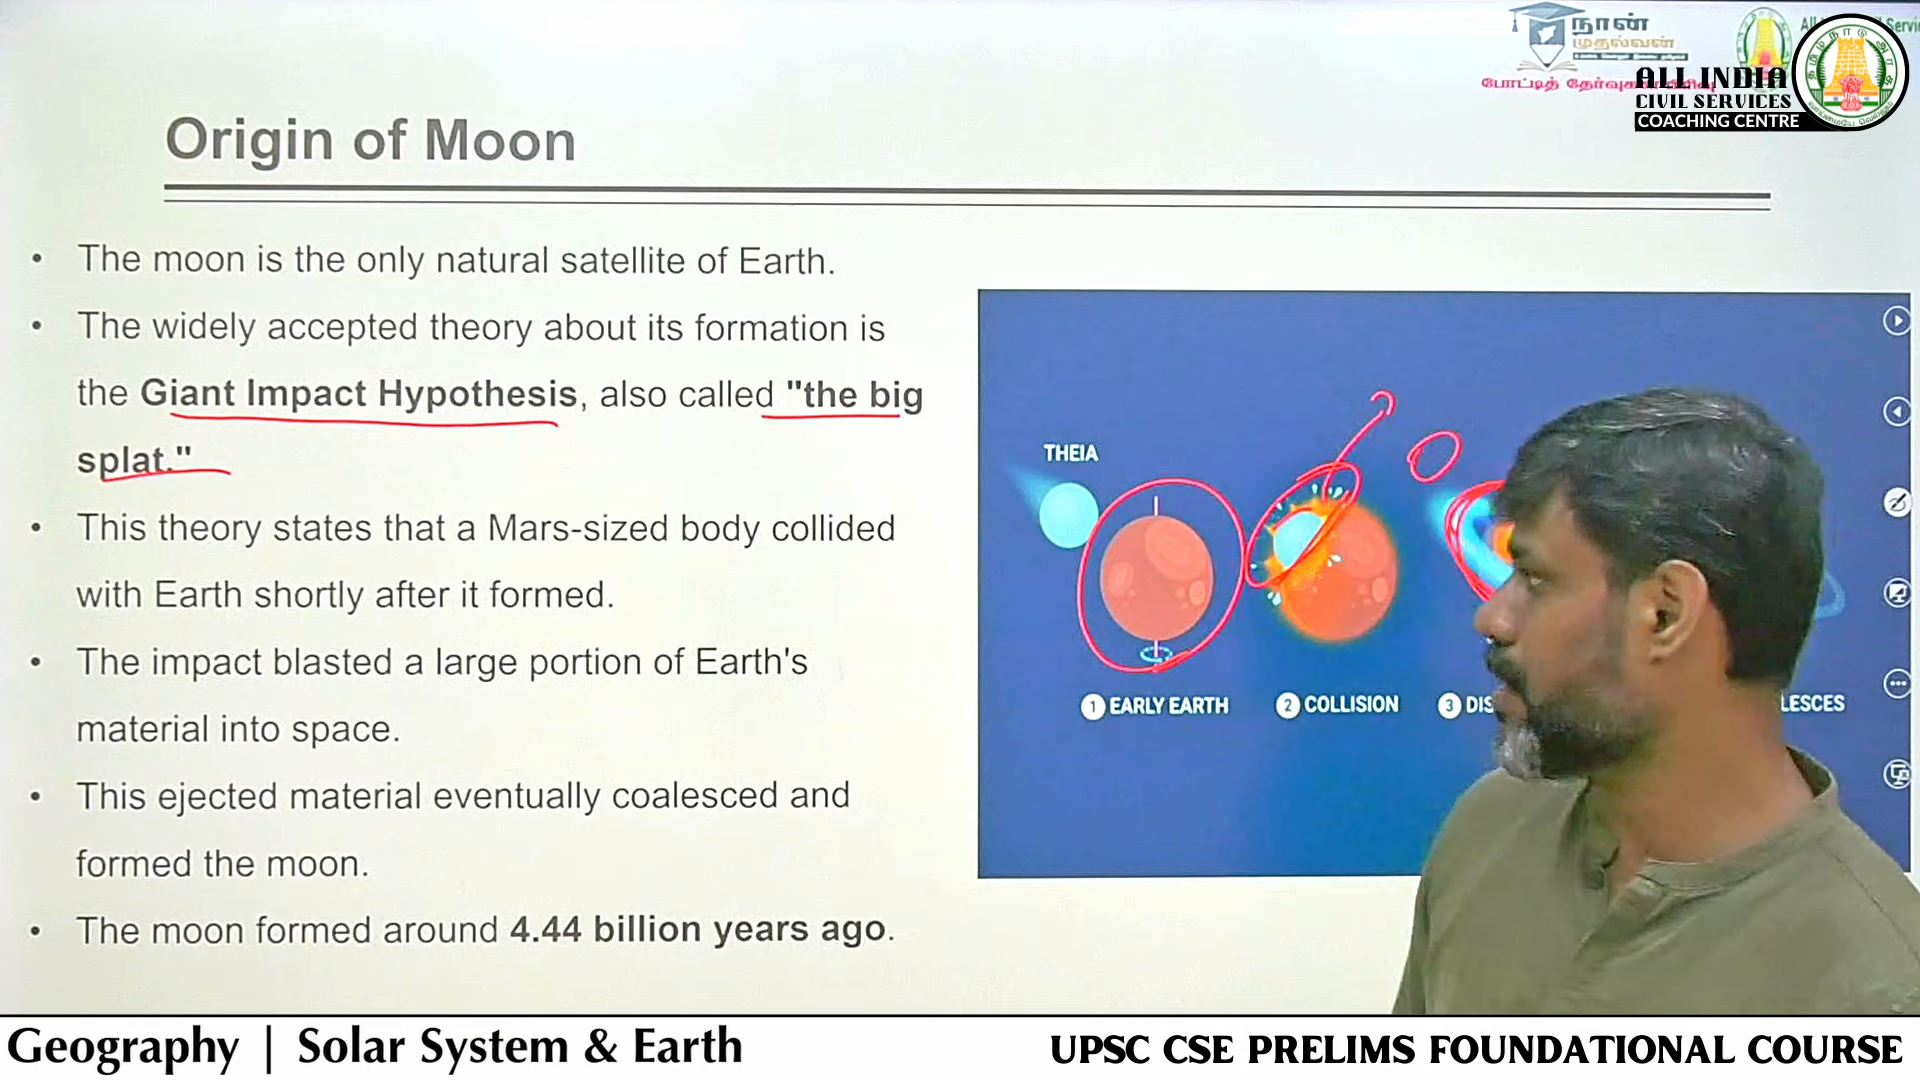 நான்
முதல்வன்
ALL INDIA
CIVIL SERVICES
COACHING CENTRE
Origin of Moon
• The moon is the only natural satellite of Earth.
• The widely accepted theory about its formation is
the Giant Impact Hypothesis, also called "the big
splat."
• This theory states that a Mars-sized body collided
with Earth shortly after it formed.
• The impact blasted a large portion of Earth's
material into space.
• This ejected material eventually coalesced and
formed the moon.
• The moon formed around 4.44 billion years ago.
THEIA
1 EARLY EARTH
2 COLLISION
3
Geography | Solar System & Earth
UPSC CSE PRELIMS FOUNDATIONAL COURSE